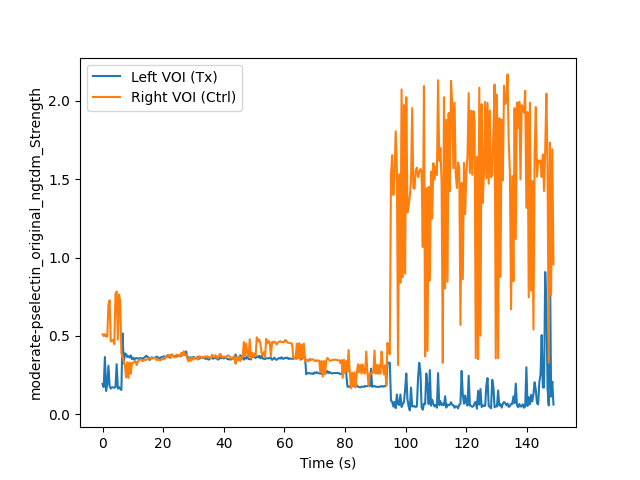 Left VOI (Tx)
Right VOI (Ctrl)
moderate-pselectin_original_ngtdm_Strength
2.0
1.5
1.0
0.5
0.0
0 20 40 60 80 100 120 140
Time (s)